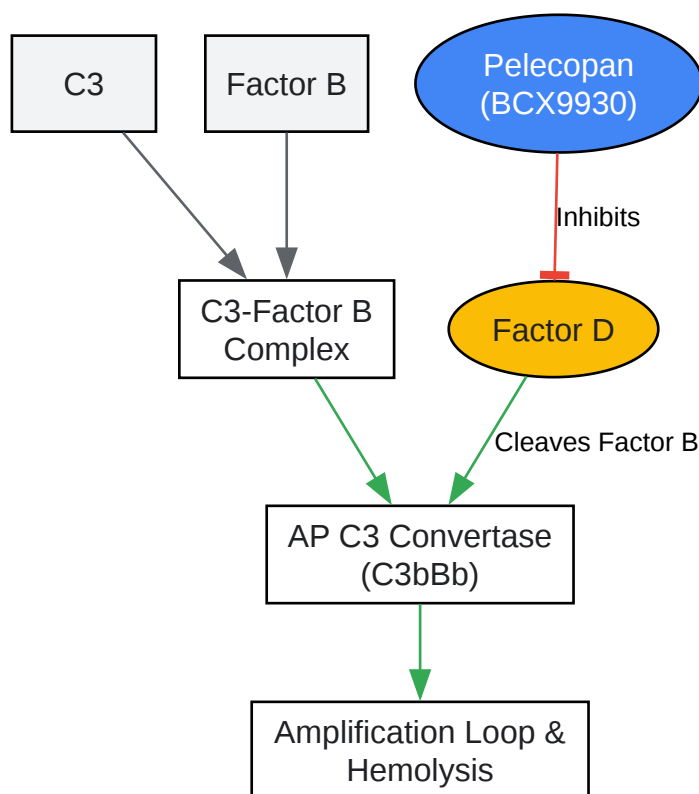 C3
Factor B
Pelecopan
(BCX9930)
Inhibits
C3-Factor B
Complex
Factor D
Cleaves Factor B
AP C3 Convertase
(C3bBb)
Amplification Loop &
Hemolysis